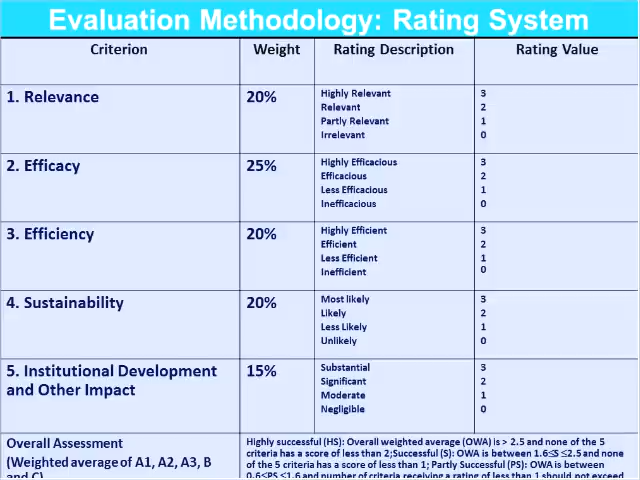 Evaluation Methodology: Rating System
Criterion Weight Rating Description Rating Value
1. Relevance 20% Highly Relevant 3
Relevant 2
Partly Relevant 1
Irrelevant 0
2. Efficacy 25% Highly Efficacious 3
Efficacious 2
Less Efficacious 1
Inefficacious 0
3. Efficiency 20% Highly Efficient 3
Efficient 2
Less Efficient 1
Inefficient 0
4. Sustainability 20% Most likely 3
Likely 2
Less Likely 1
Unlikely 0
5. Institutional Development and Other Impact 15% Substantial 3
Significant 2
Moderate 1
Negligible 0
Overall Assessment
(Weighted average of A1, A2, A3, B
and C)
Highly successful (HS): Overall weighted average (OWA) is > 2.5 and none of the 5
criteria has a score of less than 2;Successful (S): OWA is between 1.6≤S ≤2.5 and none
of the 5 criteria has a score of less than 1; Partly Successful (PS): OWA is between
0.6≤PS ≤1.6 and number of criteria receiving a rating of less than 1 should not exceed